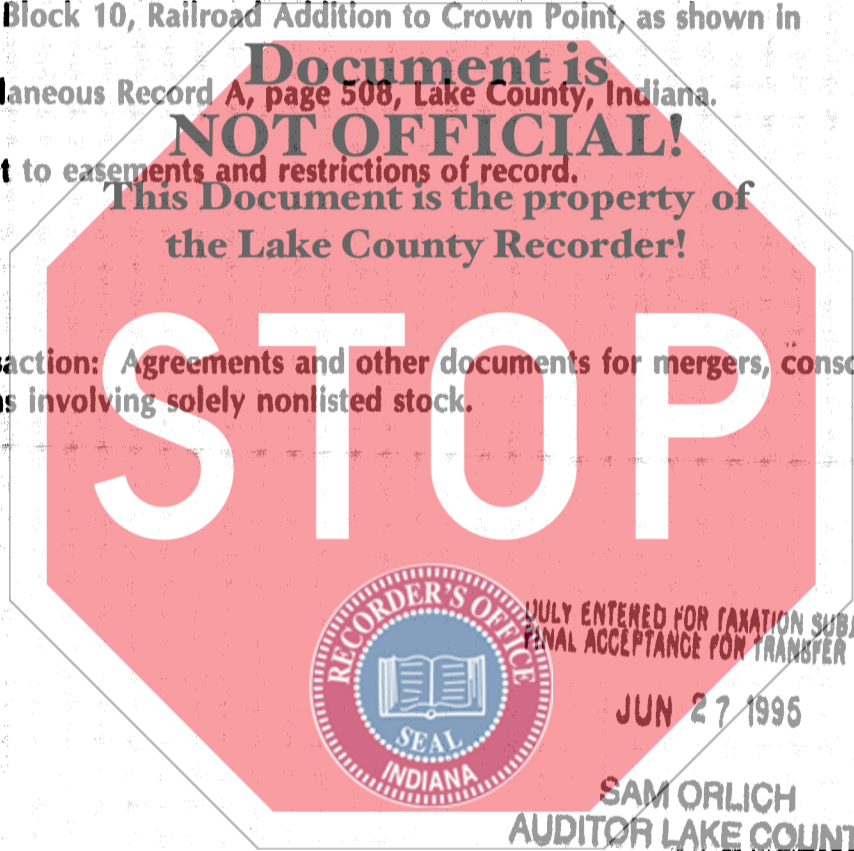 Block 10, Railroad Addition to Crown Point, as shown in
Document is
laneous Record A, page 508, Lake County, Indiana.
NOT OFFICIAL!
t to easements and restrictions of record.
This Document is the property of
the Lake County Recorder!
action: Agreements and other documents for mergers, conso
s involving solely nonlisted stock.
STOP
RECORDER'S OFFICE
SEAL
INDIANA
DULY ENTERED FOR TAXATION SUBJ
FINAL ACCEPTANCE FOR TRANSFER
JUN 27 1995
SAM ORLICH
AUDITOR LAKE COUNT